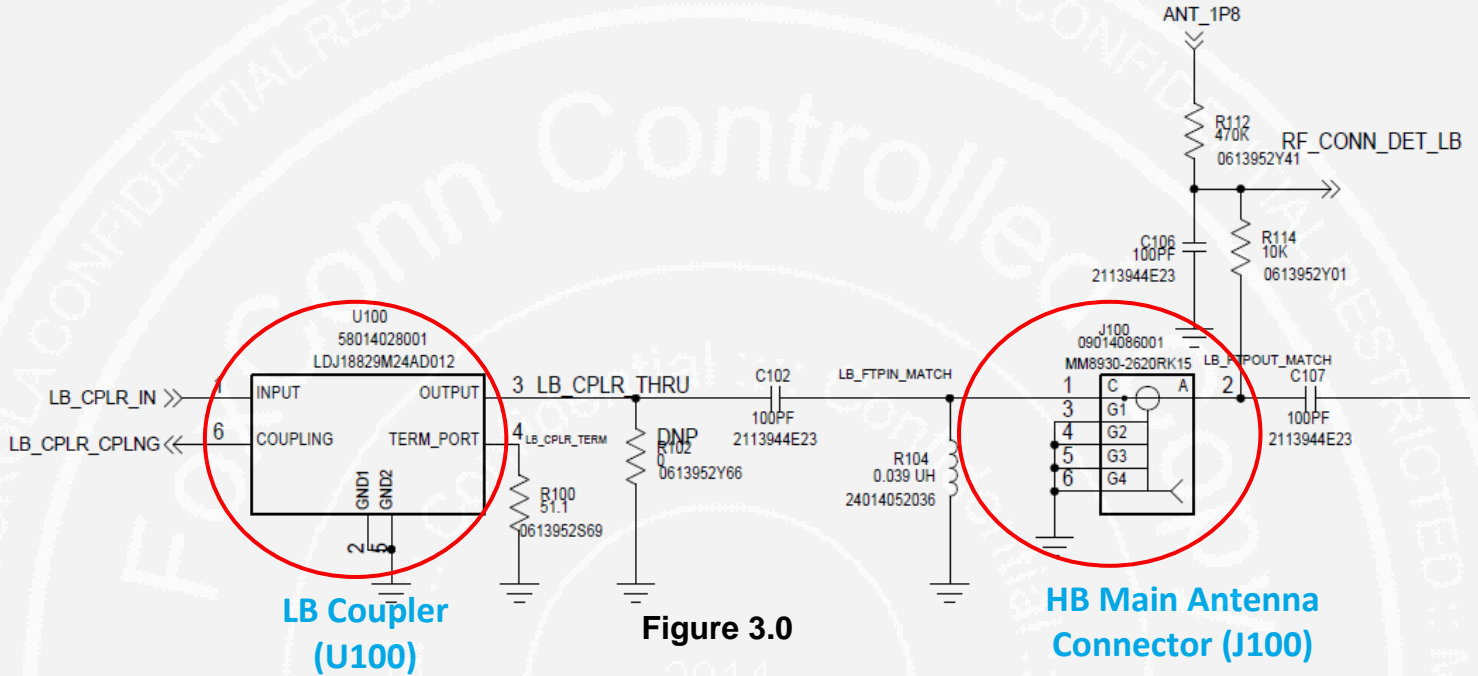 ANT_1P8
R112
470K
0613952Y41
RF_CONN_DET_LB
C106
100PF
2113944E23
R114
10K
0613952Y01
U100
58014028001
LDJ18829M24AD012
LB_CPLR_IN
1
INPUT
OUTPUT
3
LB_CPLR_THRU
LB_CPLR_CPLNG
6
COUPLING
TERM_PORT
4
LB_CPLR_TERM
GND1
GND2
2
5
R100
51.1
0613952S69
DNP
R102
0
0613952Y66
C102
100PF
2113944E23
LB_FTPIN_MATCH
R104
0.039 UH
24014052036
J100
09014086001
MM8930-2620RK15
1
C
A
2
3
G1
4
G2
5
G3
6
G4
LB_FTPOUT_MATCH
C107
100PF
2113944E23
LB Coupler
(U100)
Figure 3.0
HB Main Antenna
Connector (J100)
Controlled